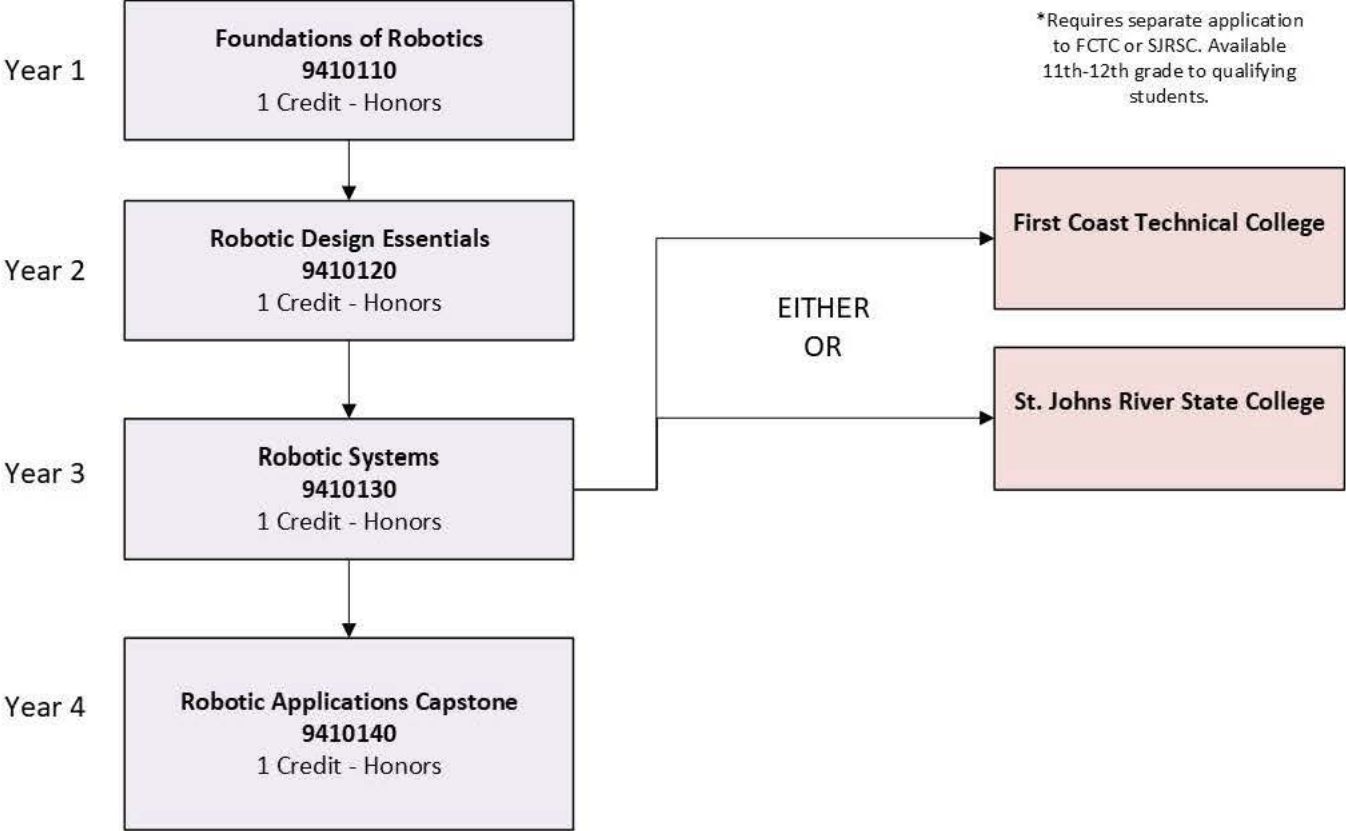 Year 1
Foundations of Robotics
9410110
1 Credit - Honors
*Requires separate application
to FCTC or SJRSC. Available
11th-12th grade to qualifying
students.
Year 2
Robotic Design Essentials
9410120
1 Credit - Honors
First Coast Technical College
EITHER
OR
St. Johns River State College
Year 3
Robotic Systems
9410130
1 Credit - Honors
Year 4
Robotic Applications Capstone
9410140
1 Credit - Honors